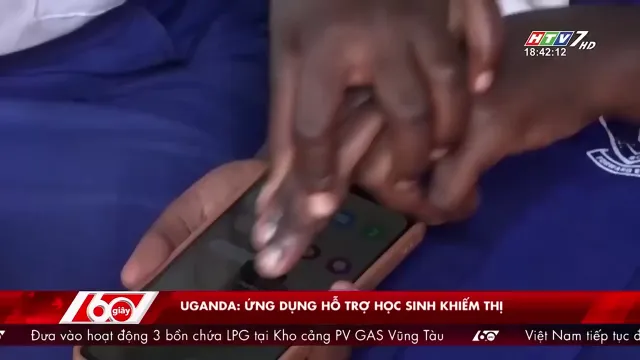 HTV7 HD
18:42:12
60 giây
UGANDA: ỨNG DỤNG HỖ TRỢ HỌC SINH KHIẾM THỊ
Đưa vào hoạt động 3 bồn chứa LPG tại Kho cảng PV GAS Vũng Tàu 60 Việt Nam tiếp tục đ